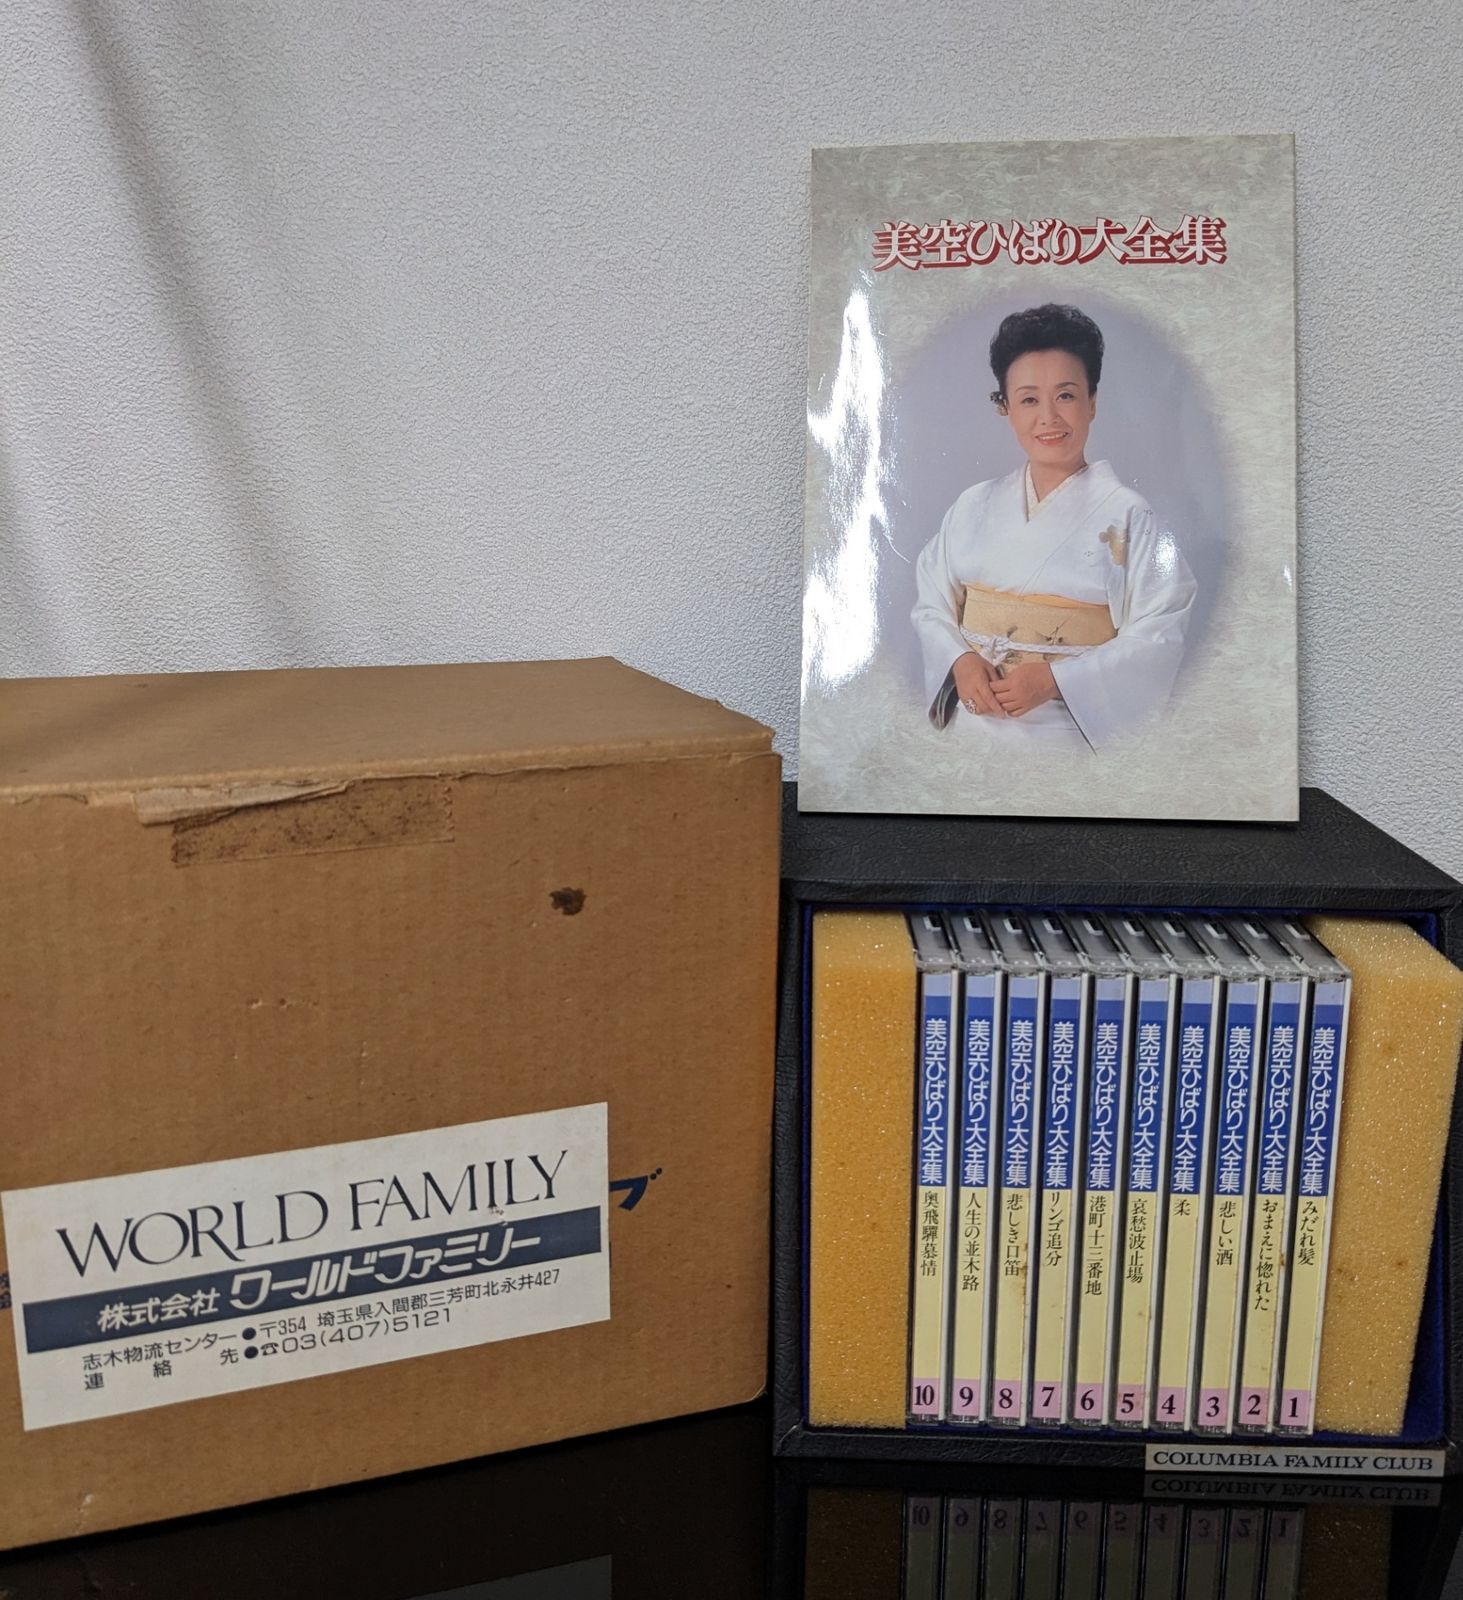 美空ひばり大全集
WORLD FAMILY
株式会社 ワールドファミリー
志木物流センター●〒354 埼玉県入間郡三芳町北永井427
連絡先●☎03(407)5121
ブ
美空ひばり大全集 奥飛騨慕情 10
美空ひばり大全集 人生の並木路 9
美空ひばり大全集 悲しき口笛 8
美空ひばり大全集 リンゴ追分 7
美空ひばり大全集 港町十三番地 6
美空ひばり大全集 哀愁波止場 5
美空ひばり大全集 柔 4
美空ひばり大全集 悲しい酒 3
美空ひばり大全集 おまえに惚れた 2
美空ひばり大全集 みだれ髪 1
COLUMBIA FAMILY CLUB